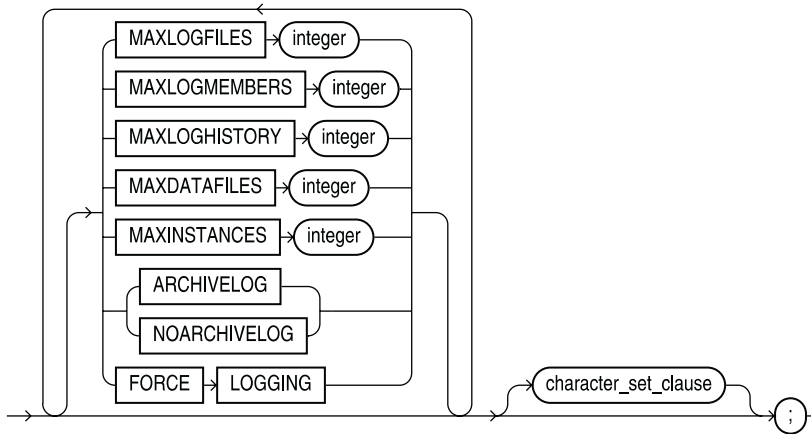 MAXLOGFILES integer
MAXLOGMEMBERS integer
MAXLOGHISTORY integer
MAXDATAFILES integer
MAXINSTANCES integer
ARCHIVELOG
NOARCHIVELOG
FORCE LOGGING
character_set_clause
;